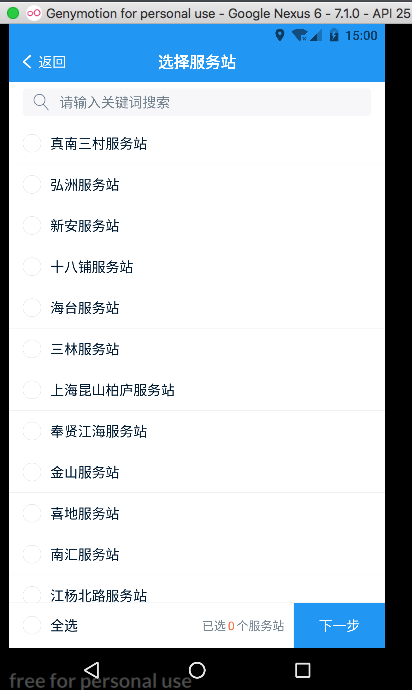 Genymotion for personal use - Google Nexus 6 - 7.1.0 - API 25
15:00
返回
选择服务站
请输入关键词搜索
真南三村服务站
弘洲服务站
新安服务站
十八铺服务站
海台服务站
三林服务站
上海昆山柏庐服务站
奉贤江海服务站
金山服务站
喜地服务站
南汇服务站
江杨北路服务站
全选 已选0个服务站 下一步
free for personal use